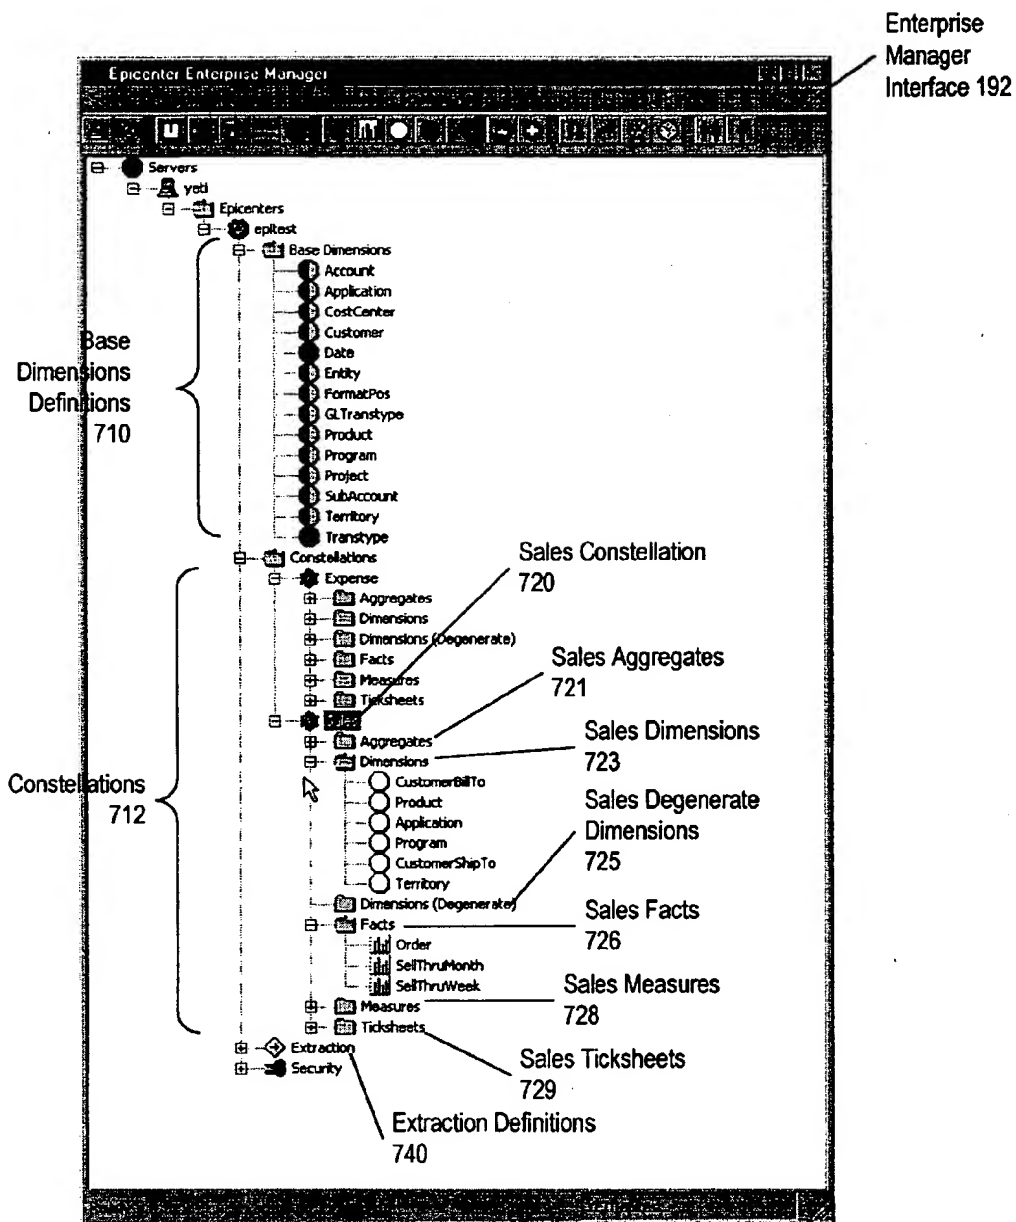 Enterprise
Manager
Interface 192
Epicenter Enterprise Manager
Servers
yeti
Epicenters
epitest
Base Dimensions
Account
Application
CostCenter
Customer
Date
Entity
FormatPos
GLTranstype
Product
Program
Project
SubAccount
Territory
Transtype
Base
Dimensions
Definitions
710
Constellations
Expense
Aggregates
Dimensions
Dimensions (Degenerate)
Facts
Measures
Ticksheets
Sales Constellation
720
Aggregates
Sales Aggregates
721
Dimensions
Sales Dimensions
723
CustomerBillTo
Product
Application
Program
CustomerShipTo
Territory
Constellations
712
Dimensions (Degenerate)
Sales Degenerate
Dimensions
725
Facts
Sales Facts
726
Order
SellThruMonth
SellThruWeek
Measures
Sales Measures
728
Ticksheets
Sales Ticksheets
729
Extraction
Security
Extraction Definitions
740